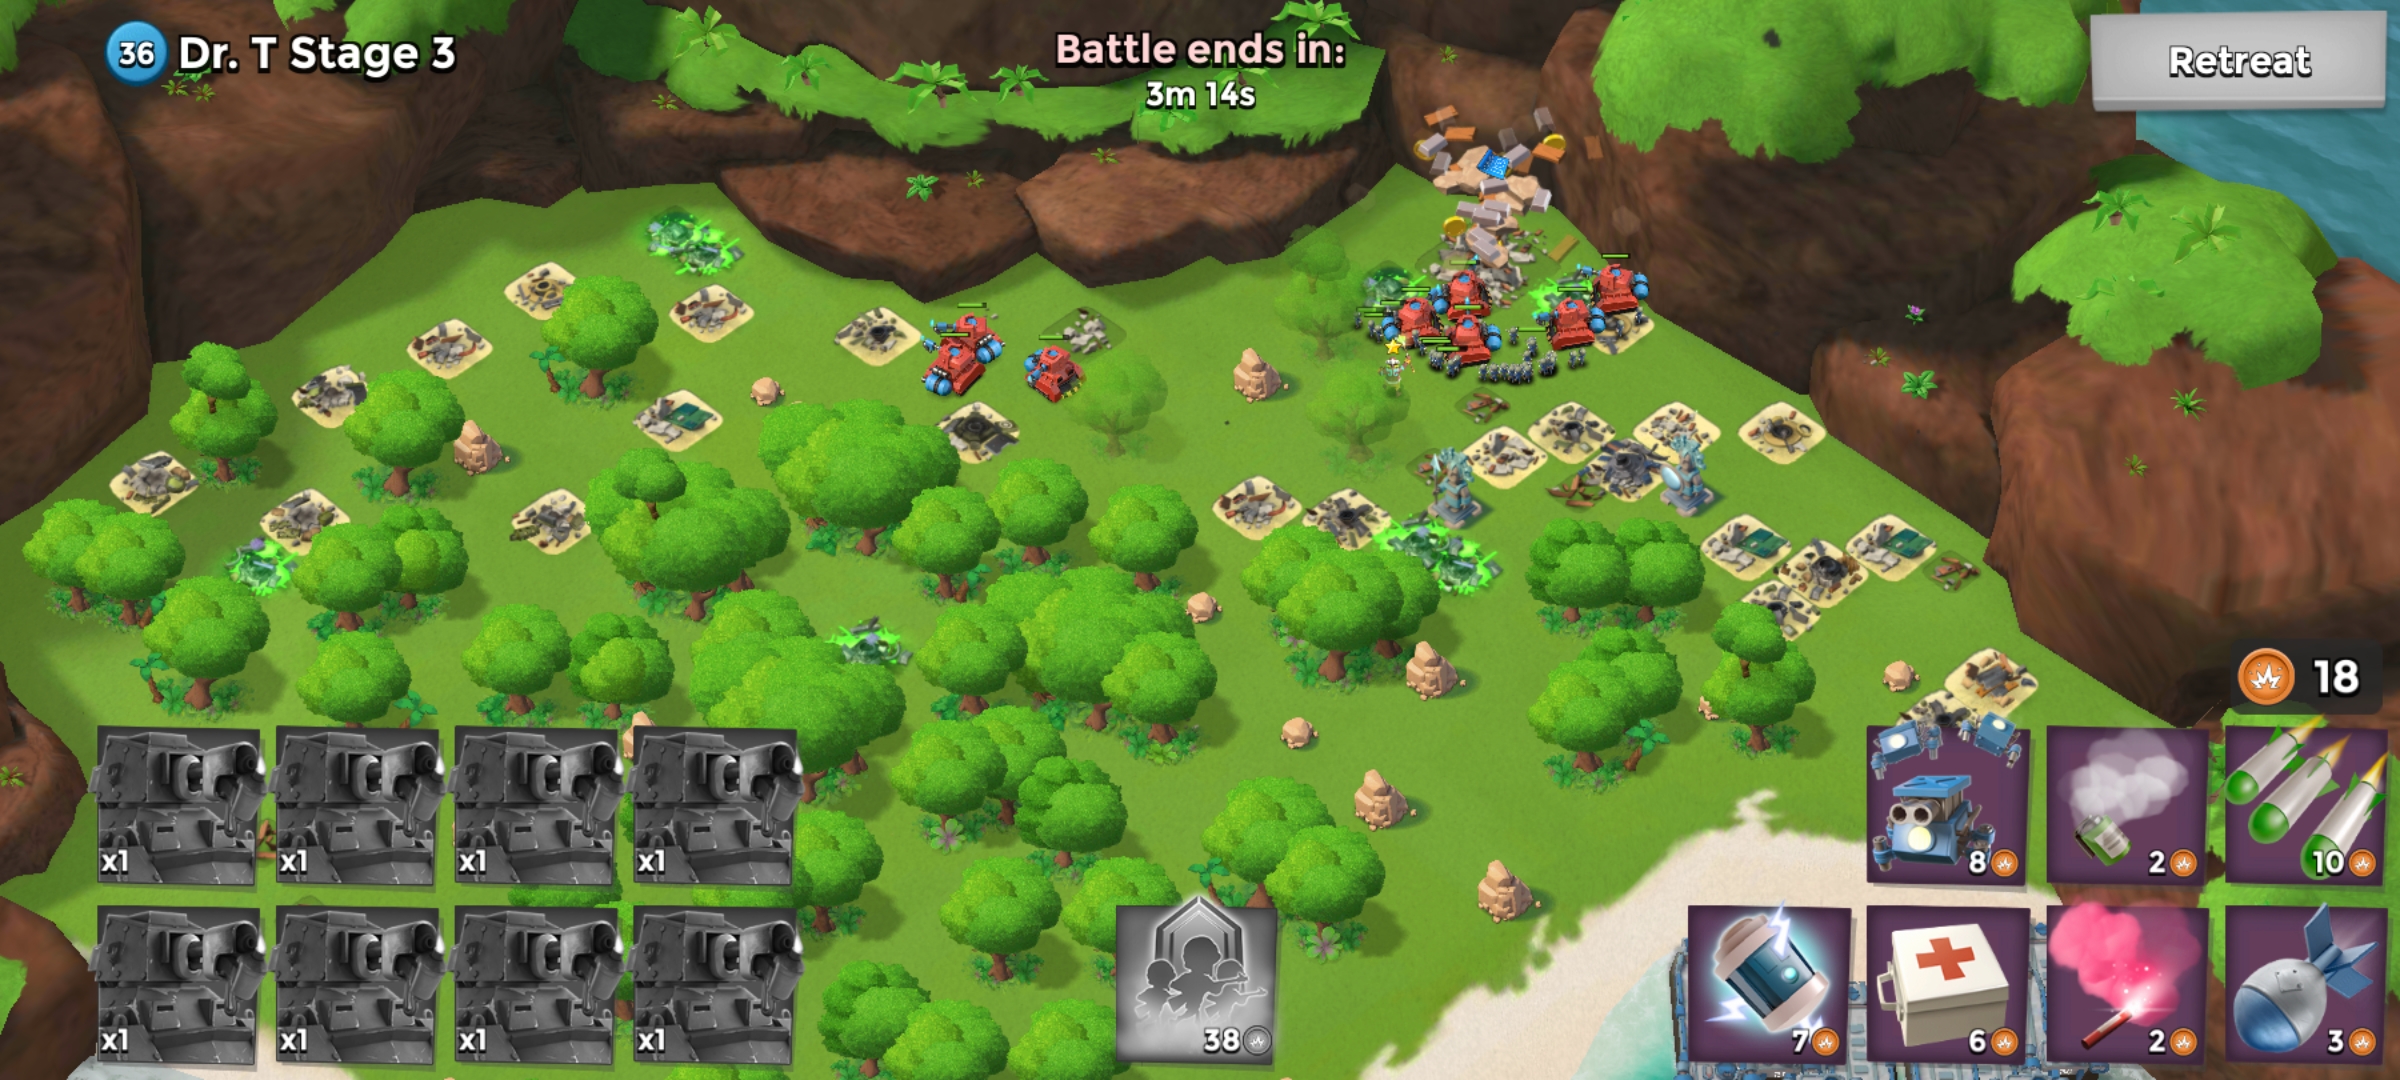 36 Dr. T Stage 3
Battle ends in:
3m 14s
Retreat
18
x1 x1 x1 x1
8 2 10
x1 x1 x1 x1
38
7 6 2 3